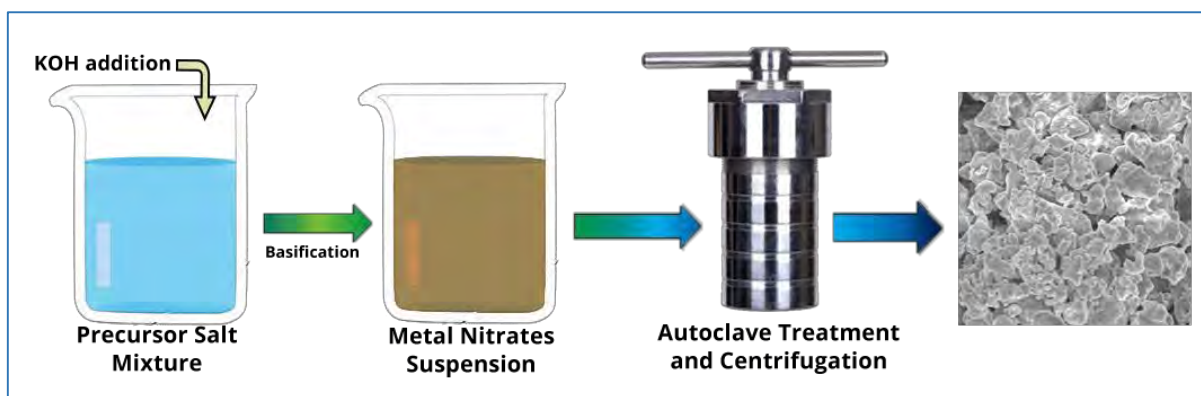 KOH addition
Basification
Precursor Salt
Mixture
Metal Nitrates
Suspension
Autoclave Treatment
and Centrifugation